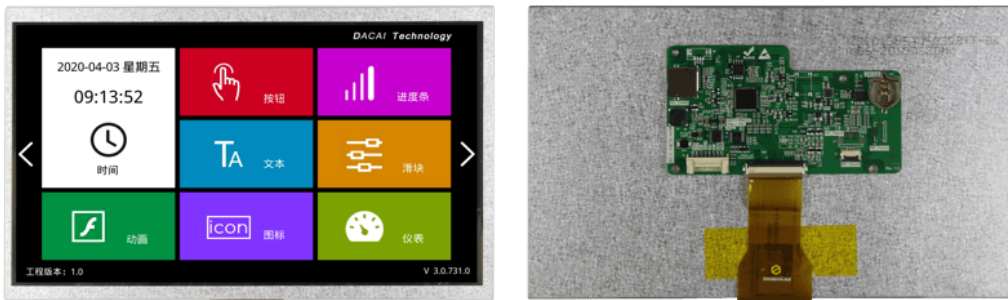 DACAI Technology
2020-04-03 星期五
09:13:52
时间
按钮
进度条
TA 文本
滑块
动画
icon 图标
仪表
工程版本：1.0
V 3.0.731.0